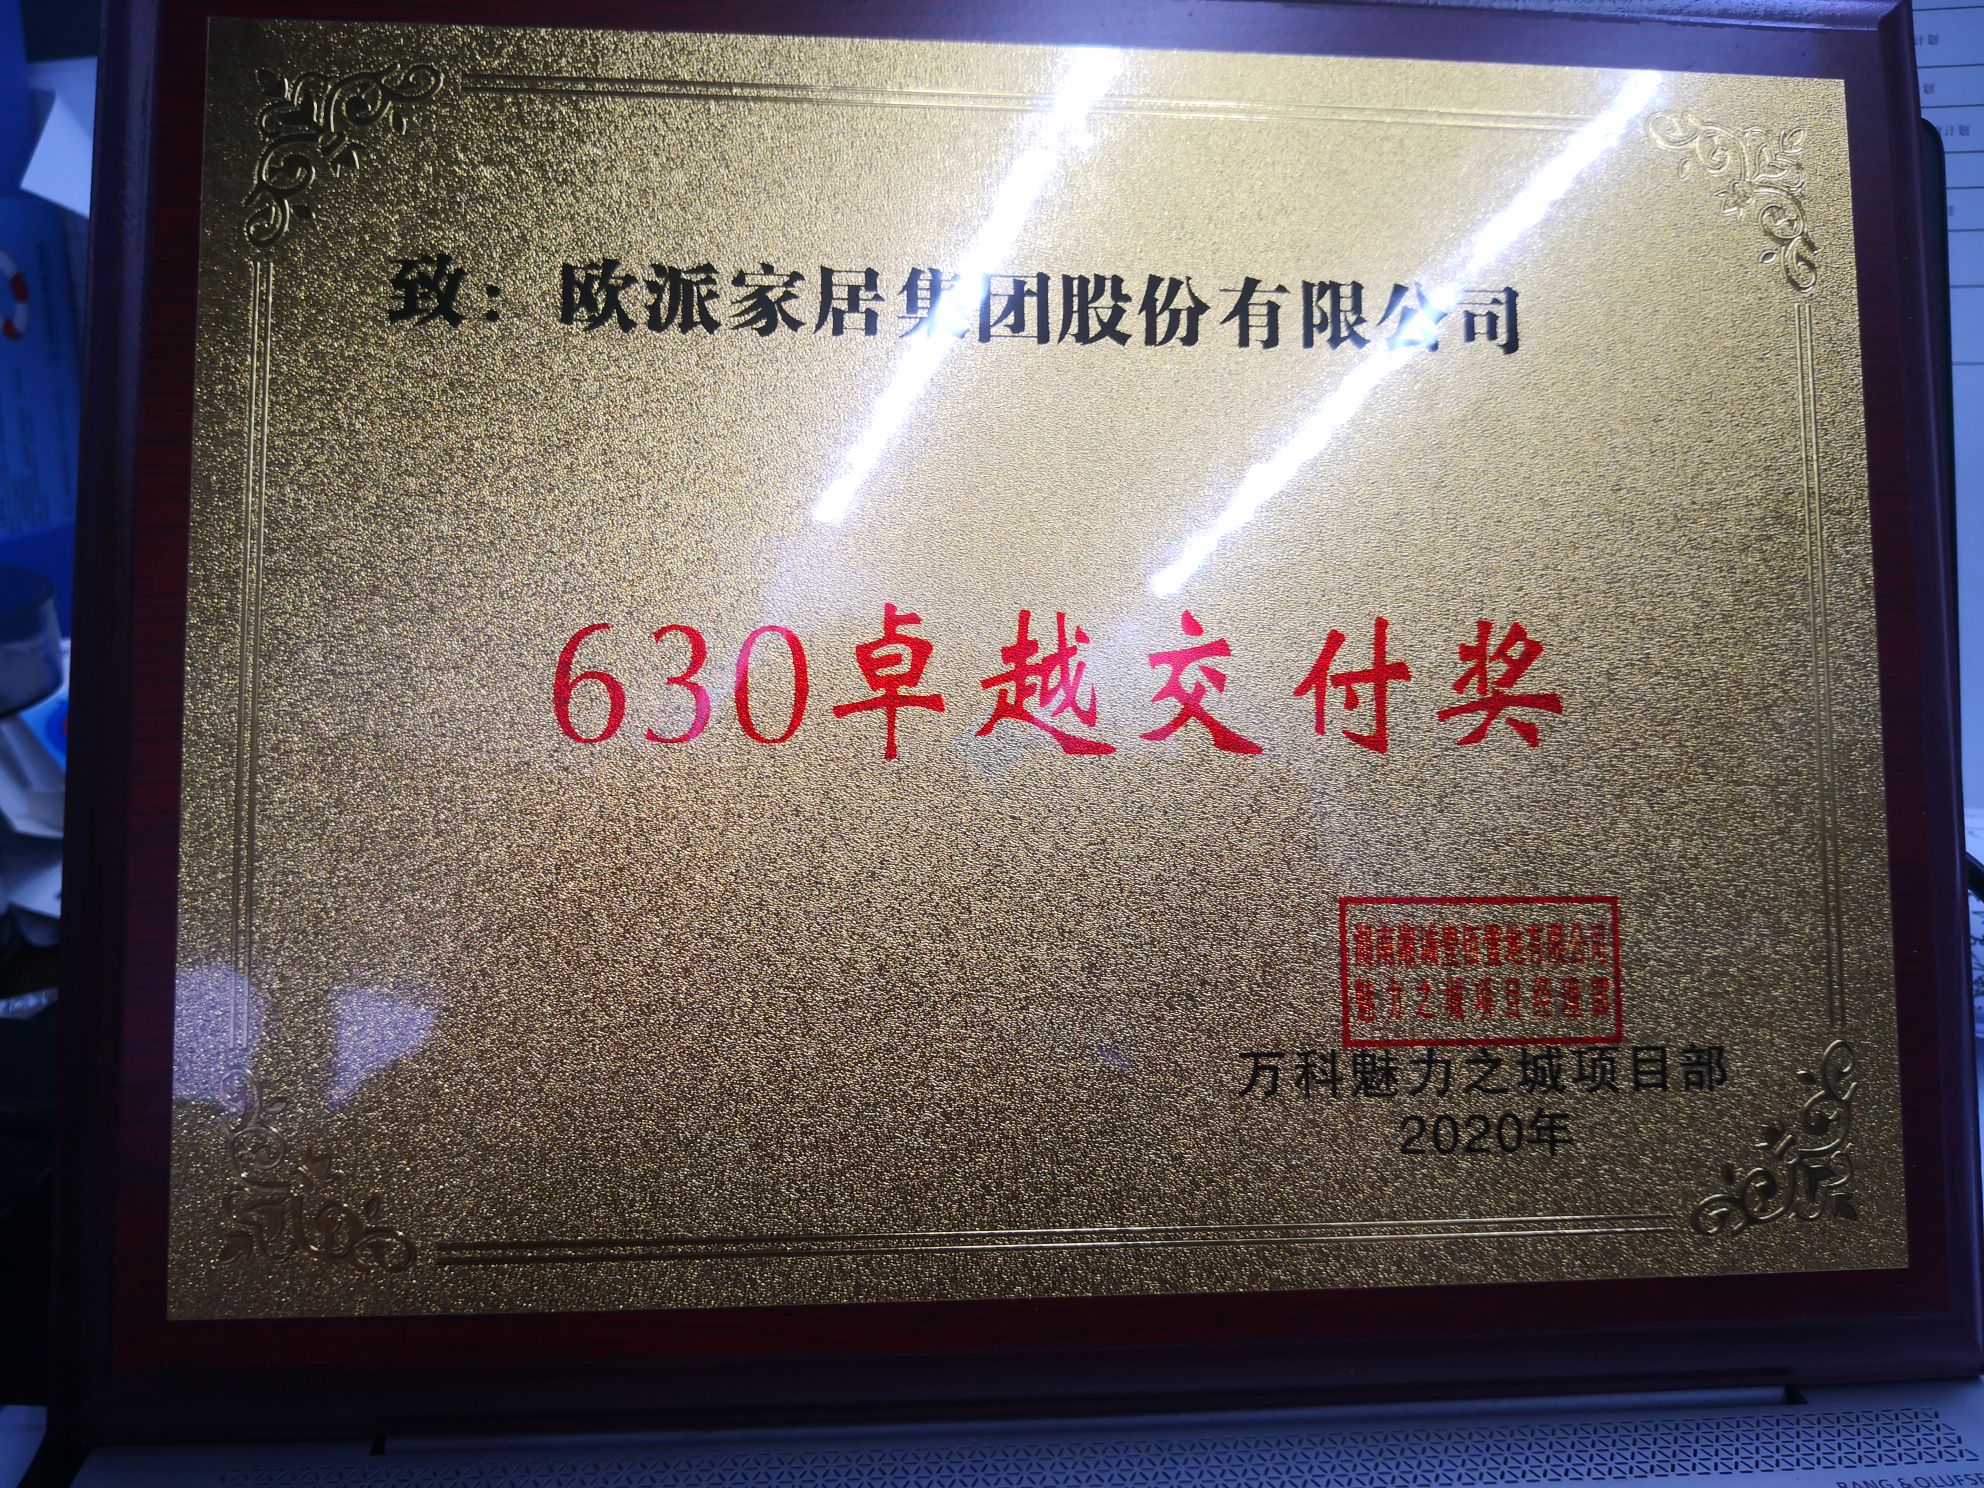 致：欧派家居集团股份有限公司
630卓越交付奖
魅力之城项目经理部
万科魅力之城项目部
2020年
BANG & OLUFSE